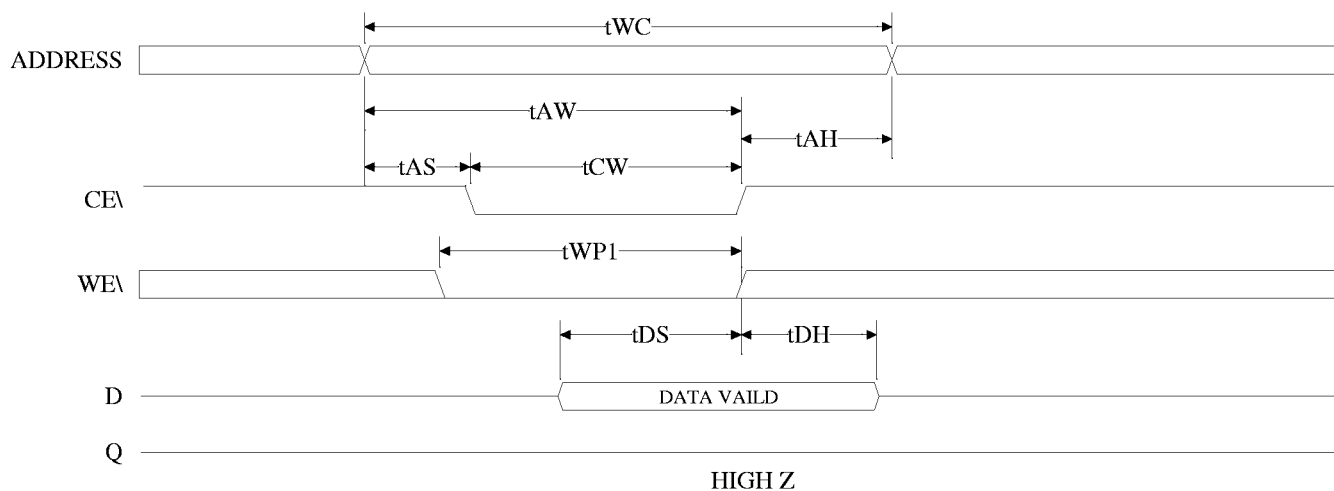 tWC
ADDRESS
tAW
tAH
tAS
tCW
CE\
tWP1
WE\
tDS
tDH
D
DATA VAILD
Q
HIGH Z